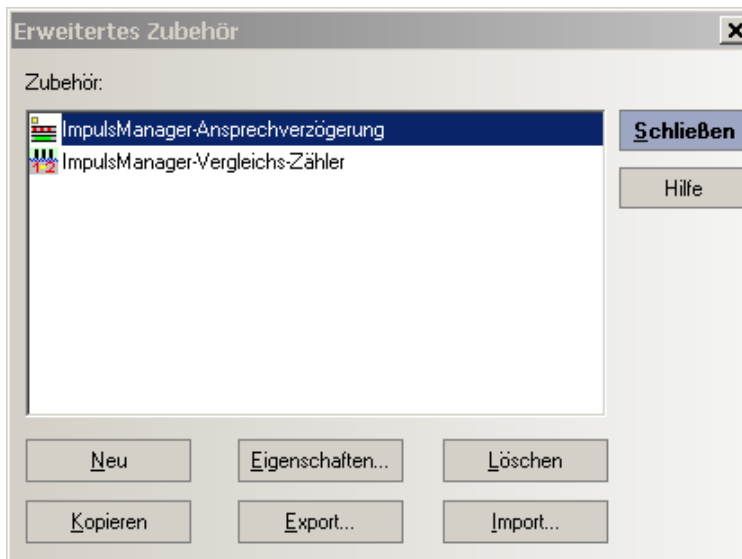 Erweitertes Zubehör
Zubehör:
ImpulsManager-Ansprechverzögerung
ImpulsManager-Vergleichs-Zähler
Schließen
Hilfe
Neu
Eigenschaften...
Löschen
Kopieren
Export...
Import...